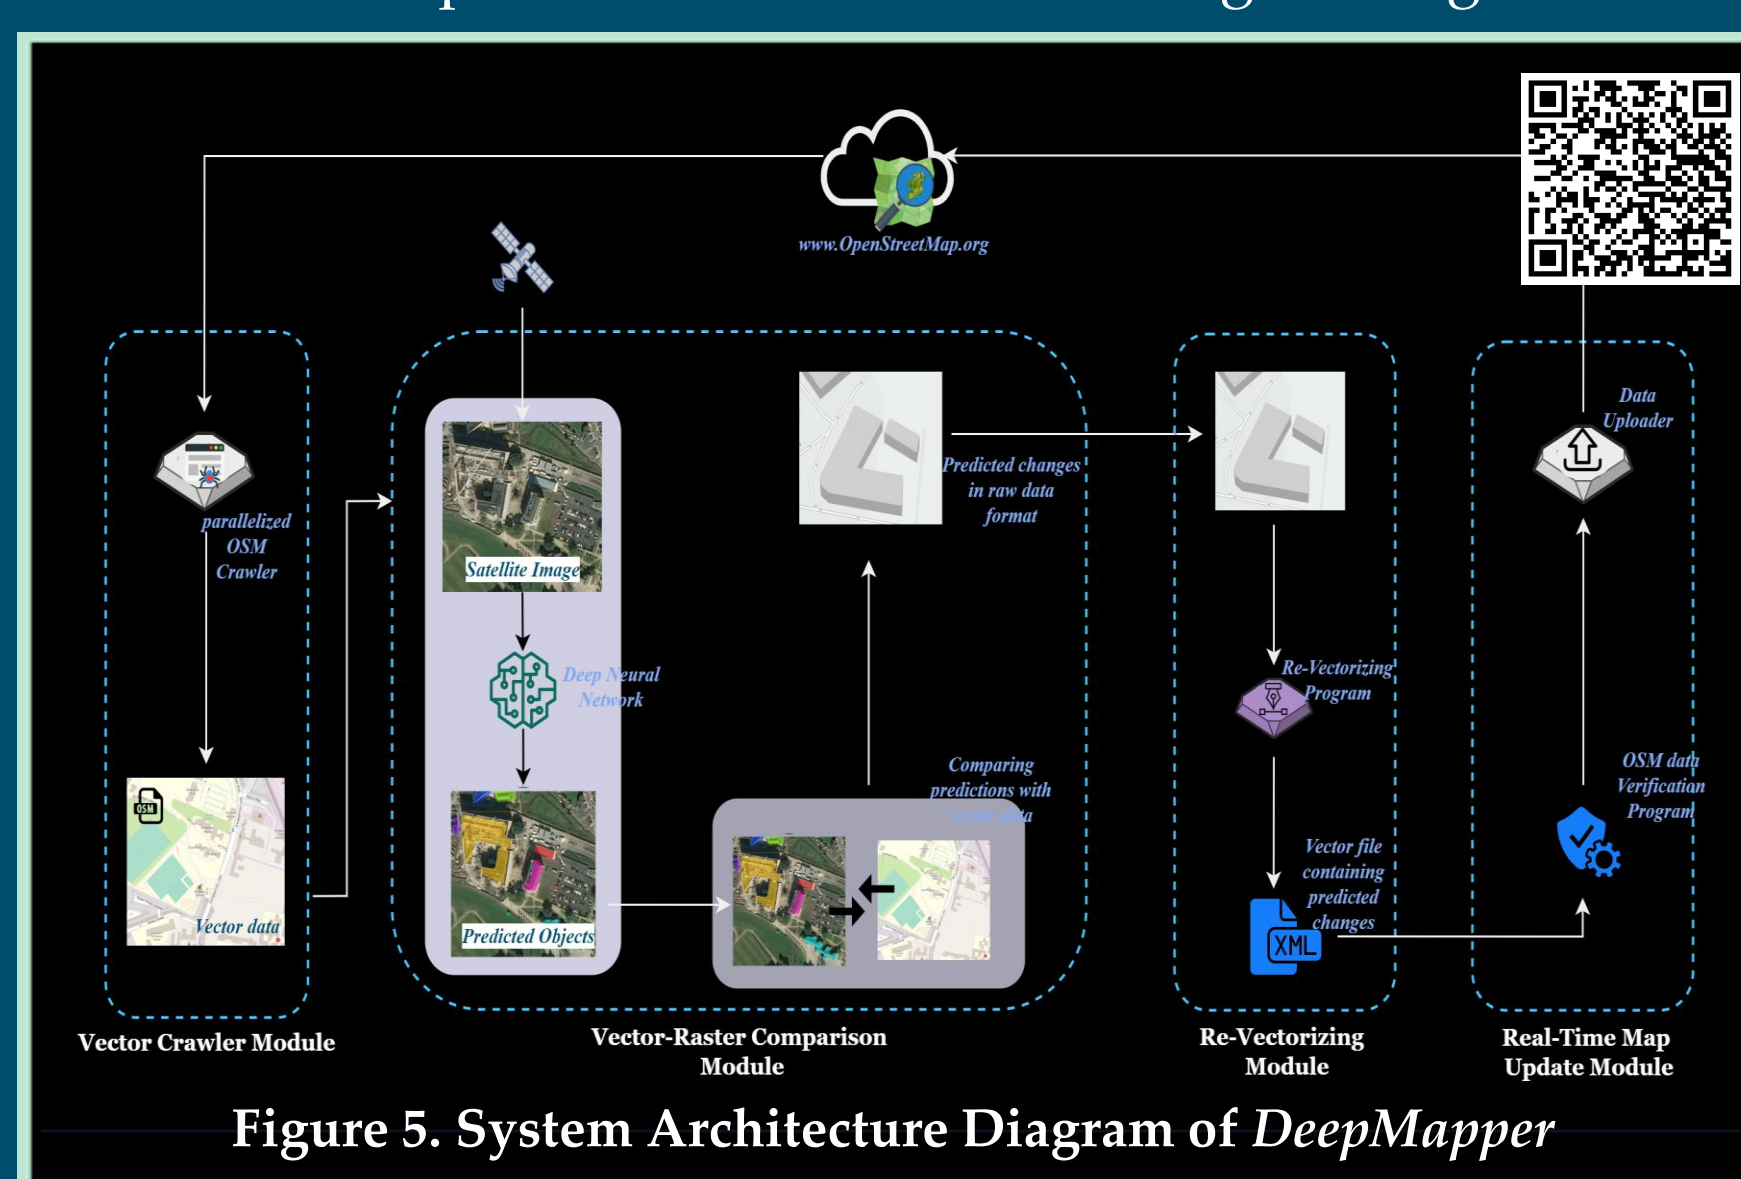 www.OpenStreetMap.org
parallelized
OSM
Crawler
OSM
Vector data
Vector Crawler Module
Satellite Image
Deep Neural
Network
Predicted Objects
Comparing
predictions with
vector data
Predicted changes
in raw data
format
Vector-Raster Comparison
Module
Re-Vectorizing
Program
Vector file
containing
predicted
changes
XML
Re-Vectorizing
Module
Data
Uploader
OSM data
Verification
Program
Real-Time Map
Update Module
Figure 5. System Architecture Diagram of DeepMapper